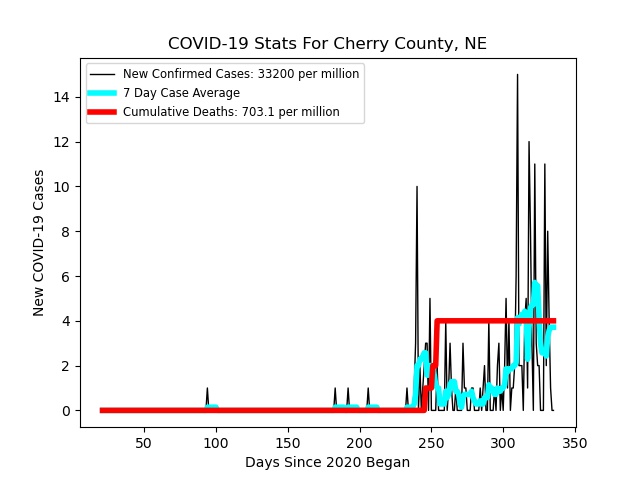 COVID-19 Stats For Cherry County, NE
New Confirmed Cases: 33200 per million
7 Day Case Average
Cumulative Deaths: 703.1 per million
New COVID-19 Cases
14
12
10
8
6
4
2
0
50 100 150 200 250 300 350
Days Since 2020 Began